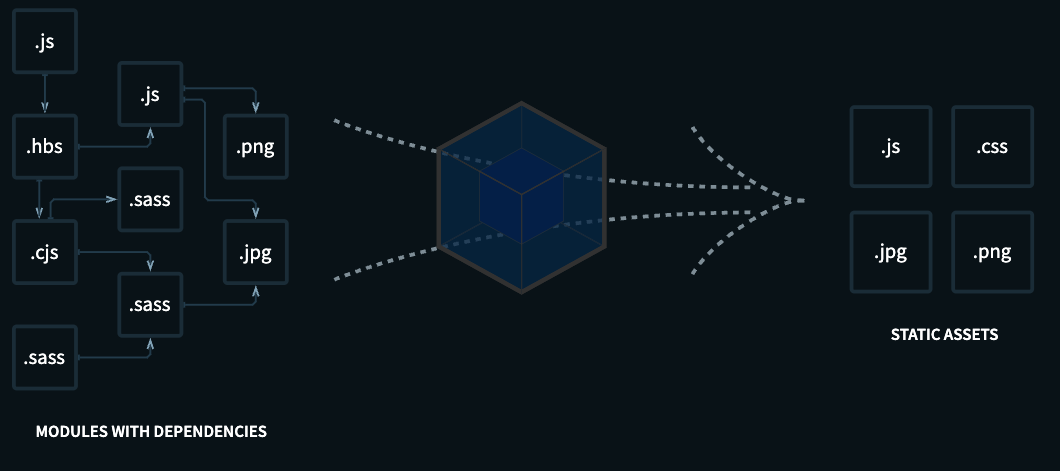 .js
.js
.hbs
.png
.sass
.cjs
.jpg
.sass
.sass
MODULES WITH DEPENDENCIES
.js
.css
.jpg
.png
STATIC ASSETS